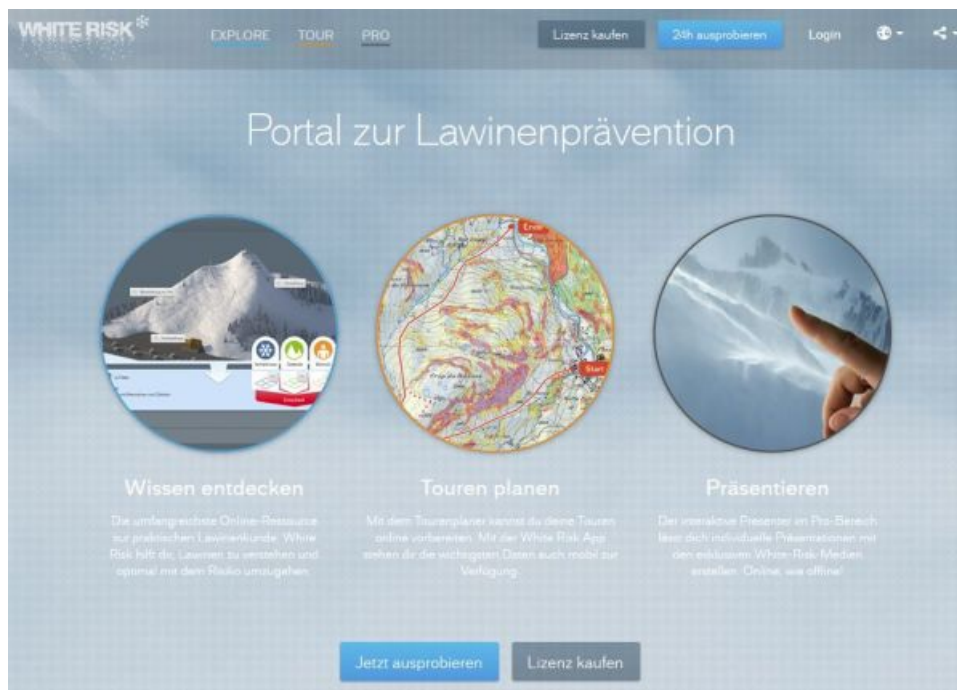 WHITE RISK
EXPLORE TOUR PRO Lizenz kaufen 24h ausprobieren Login
Portal zur Lawinenprävention
Ende
Start
Wissen entdecken
Die umfangreichste Online-Ressource
zur praktischen Lawinenkunde. White
Risk hilft dir, Lawinen zu verstehen und
optimal mit dem Risiko umzugehen.
Touren planen
Mit dem Tourenplaner kannst du deine Touren
online vorbereiten. Mit der White Risk App
stehen dir die wichtigsten Daten auch mobil zur
Verfügung.
Präsentieren
Der interaktive Presenter im Pro-Bereich
lässt dich individuelle Präsentationen mit
den exklusiven White-Risk-Medien
erstellen. Online, wie offline!
Jetzt ausprobieren Lizenz kaufen